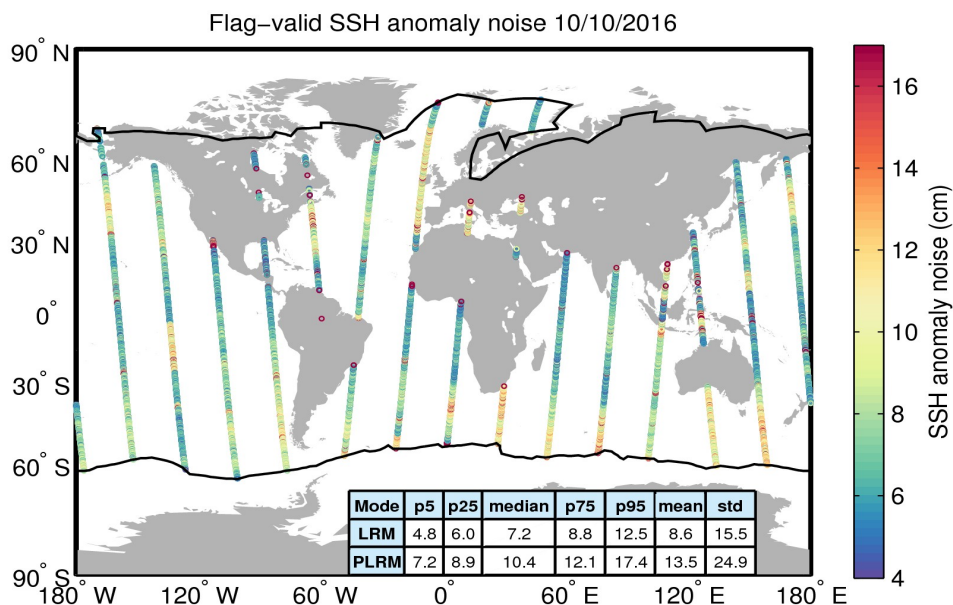 Flag−valid SSH anomaly noise 10/10/2016
90° N
60° N
30° N
0°
30° S
60° S
90° S
180° W 120° W 60° W 0° 60° E 120° E 180° E
Mode p5 p25 median p75 p95 mean std
LRM 4.8 6.0 7.2 8.8 12.5 8.6 15.5
PLRM 7.2 8.9 10.4 12.1 17.4 13.5 24.9
16
14
12
10
8
6
4
SSH anomaly noise (cm)